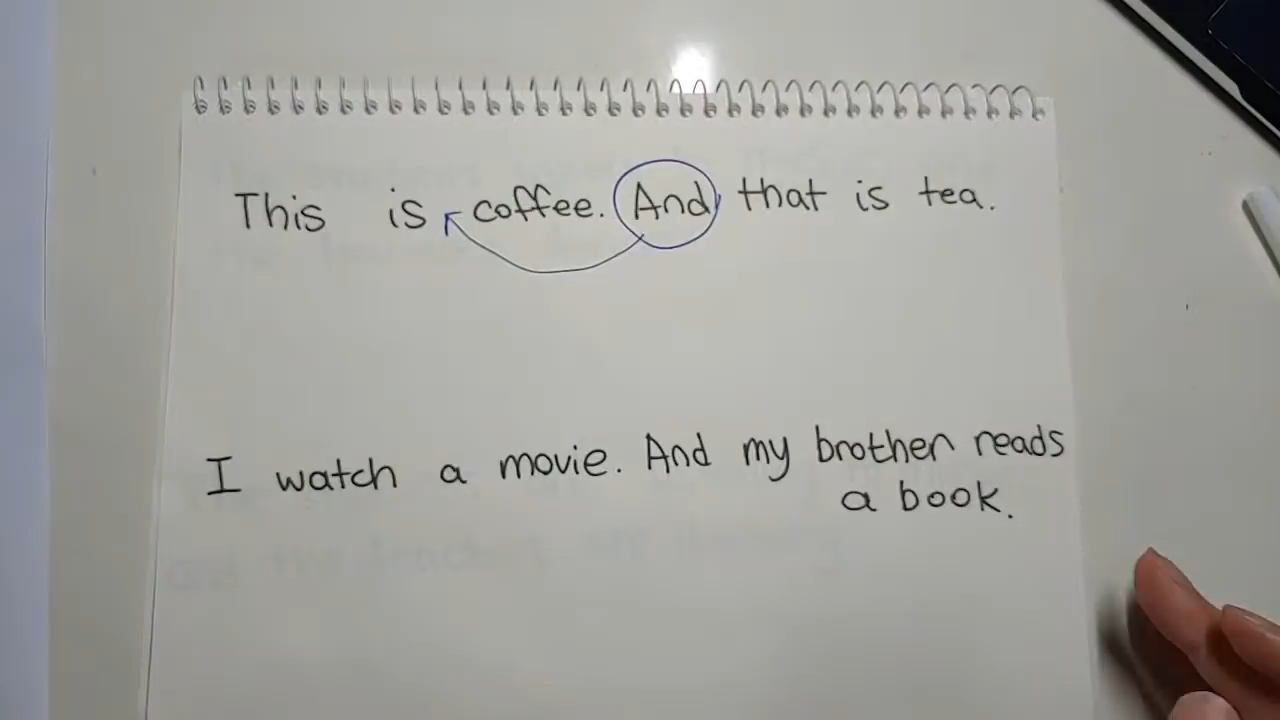 This is coffee. And that is tea.
I watch a movie. And my brother reads
a book.